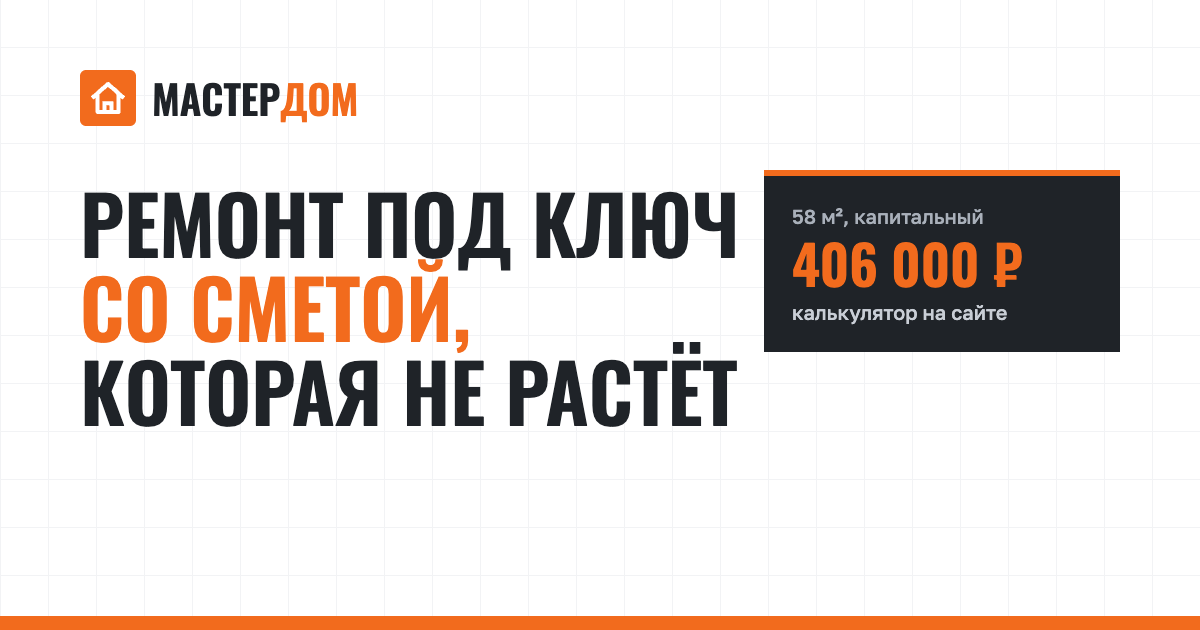 МАСТЕРДОМ
РЕМОНТ ПОД КЛЮЧ
СО СМЕТОЙ,
КОТОРАЯ НЕ РАСТЁТ
58 м², капитальный
406 000 ₽
калькулятор на сайте